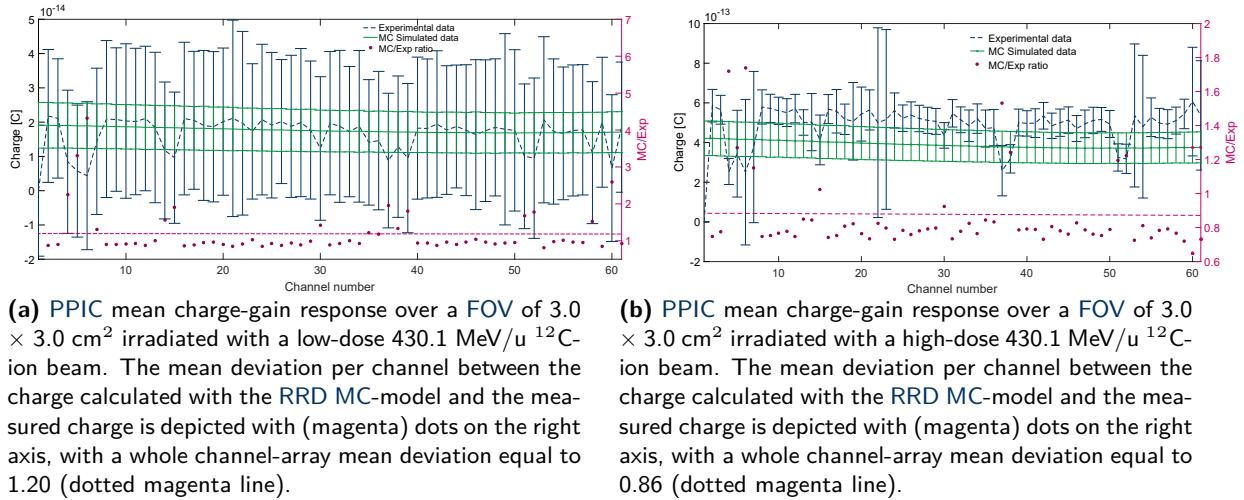 ×10⁻¹⁴
5
4
3
2
1
0
-1
-2
Charge [C]
10
20
30
40
50
60
Channel number
7
6
5
4
3
2
1
MC/Exp
Experimental data
MC Simulated data
MC/Exp ratio
(a) PPIC mean charge-gain response over a FOV of 3.0
× 3.0 cm² irradiated with a low-dose 430.1 MeV/u ¹²C-
ion beam. The mean deviation per channel between the
charge calculated with the RRD MC-model and the mea-
sured charge is depicted with (magenta) dots on the right
axis, with a whole channel-array mean deviation equal to
1.20 (dotted magenta line).
10 ×10⁻¹³
8
6
4
2
0
-2
Charge [C]
10
20
30
40
50
60
Channel number
2
1.8
1.6
1.4
1.2
1
0.8
0.6
MC/Exp
Experimental data
MC Simulated data
MC/Exp ratio
(b) PPIC mean charge-gain response over a FOV of 3.0
× 3.0 cm² irradiated with a high-dose 430.1 MeV/u ¹²C-
ion beam. The mean deviation per channel between the
charge calculated with the RRD MC-model and the mea-
sured charge is depicted with (magenta) dots on the right
axis, with a whole channel-array mean deviation equal to
0.86 (dotted magenta line).